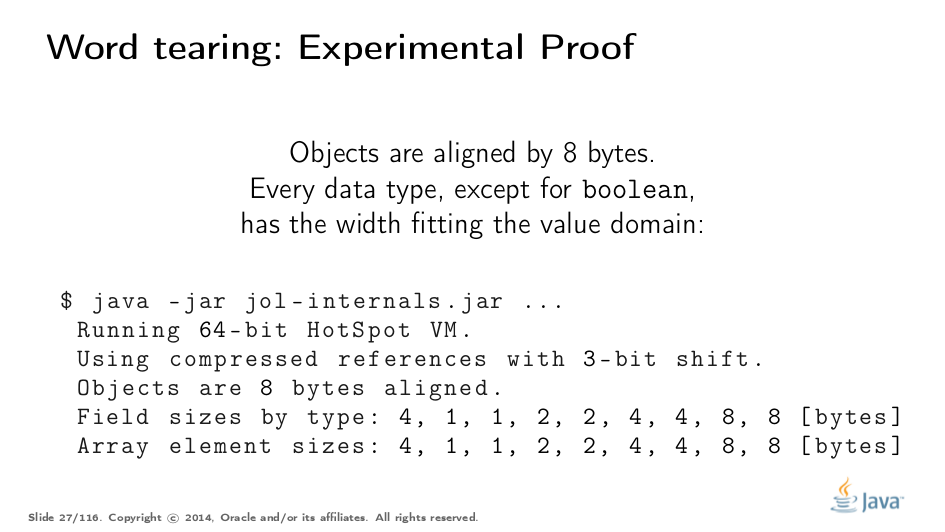 Word tearing: Experimental Proof
Objects are aligned by 8 bytes.
Every data type, except for boolean,
has the width fitting the value domain:
$ java -jar jol-internals.jar ...
Running 64-bit HotSpot VM.
Using compressed references with 3-bit shift.
Objects are 8 bytes aligned.
Field sizes by type: 4, 1, 1, 2, 2, 4, 4, 8, 8 [bytes]
Array element sizes: 4, 1, 1, 2, 2, 4, 4, 8, 8 [bytes]
Java
Slide 27/116. Copyright © 2014, Oracle and/or its affiliates. All rights reserved.